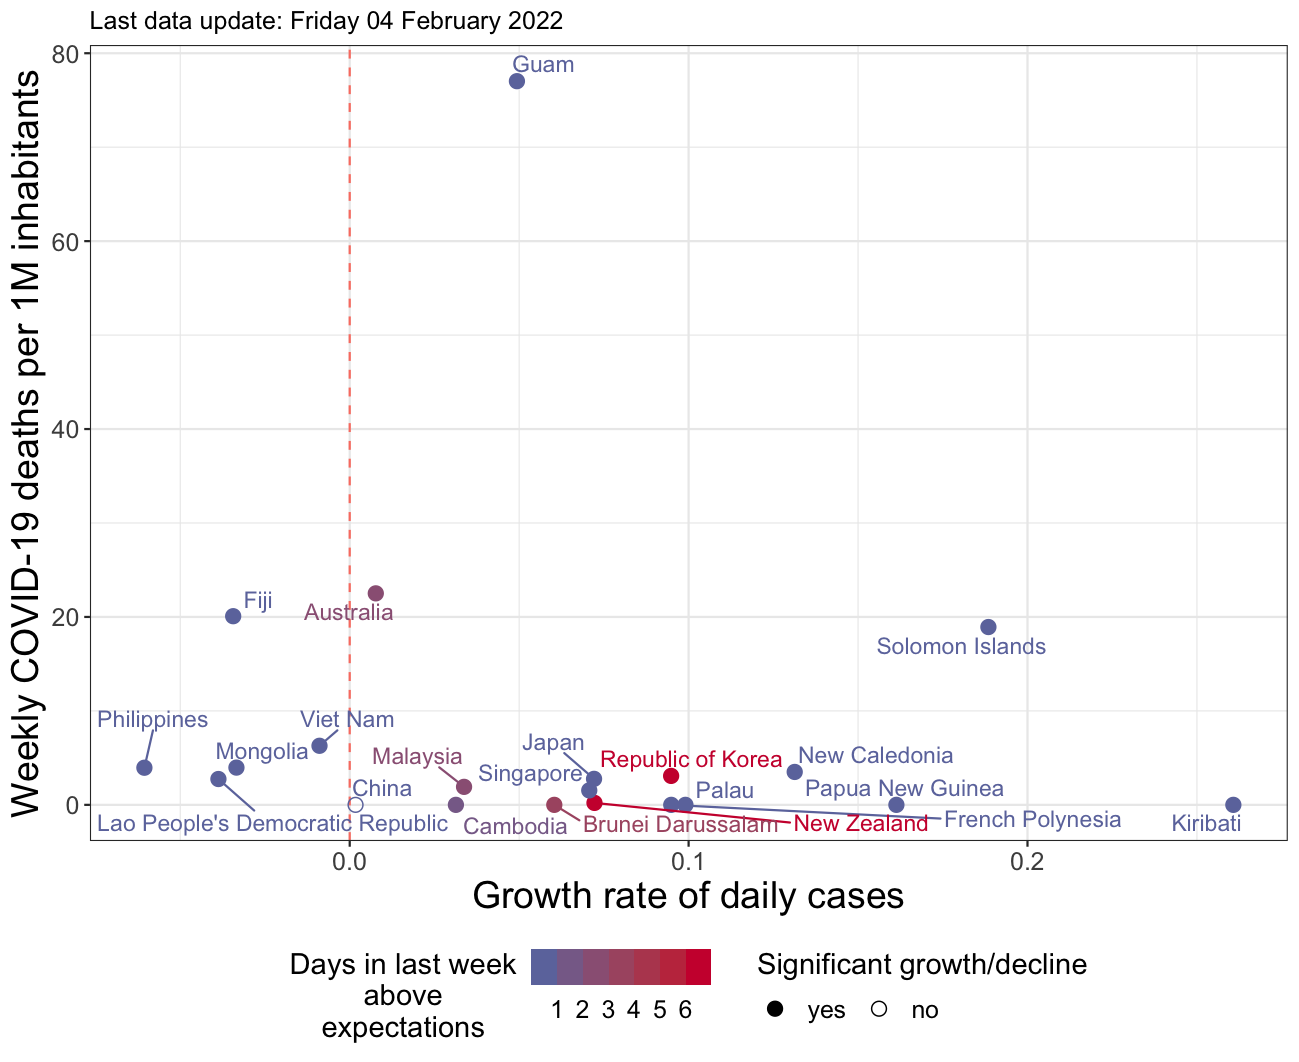 Last data update: Friday 04 February 2022
Weekly COVID-19 deaths per 1M inhabitants
80
60
40
20
0
Guam
Fiji
Australia
Solomon Islands
Philippines
Viet Nam
Mongolia
Malaysia
Japan
Republic of Korea
New Caledonia
Singapore
China
Palau
Papua New Guinea
Lao People's Democratic Republic
Cambodia
Brunei Darussalam
New Zealand
French Polynesia
Kiribati
0.0
0.1
0.2
Growth rate of daily cases
Days in last week
above
expectations
1 2 3 4 5 6
Significant growth/decline
yes
no